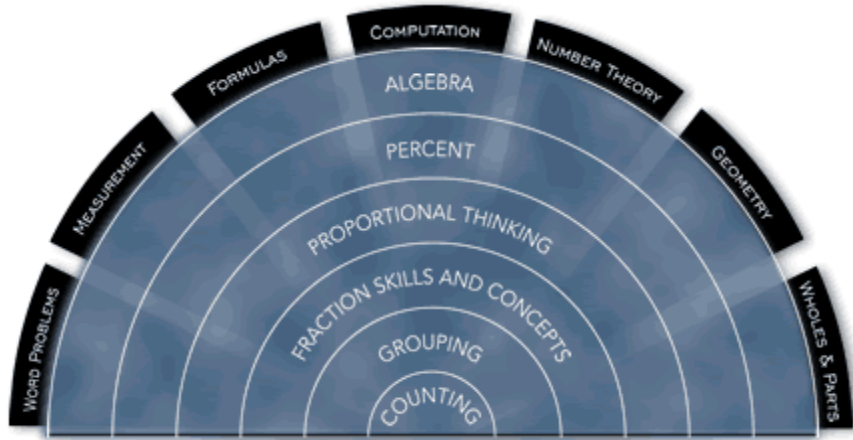 WORD PROBLEMS
MEASUREMENT
FORMULAS
COMPUTATION
NUMBER THEORY
GEOMETRY
WHOLES & PARTS
ALGEBRA
PERCENT
PROPORTIONAL THINKING
FRACTION SKILLS AND CONCEPTS
GROUPING
COUNTING